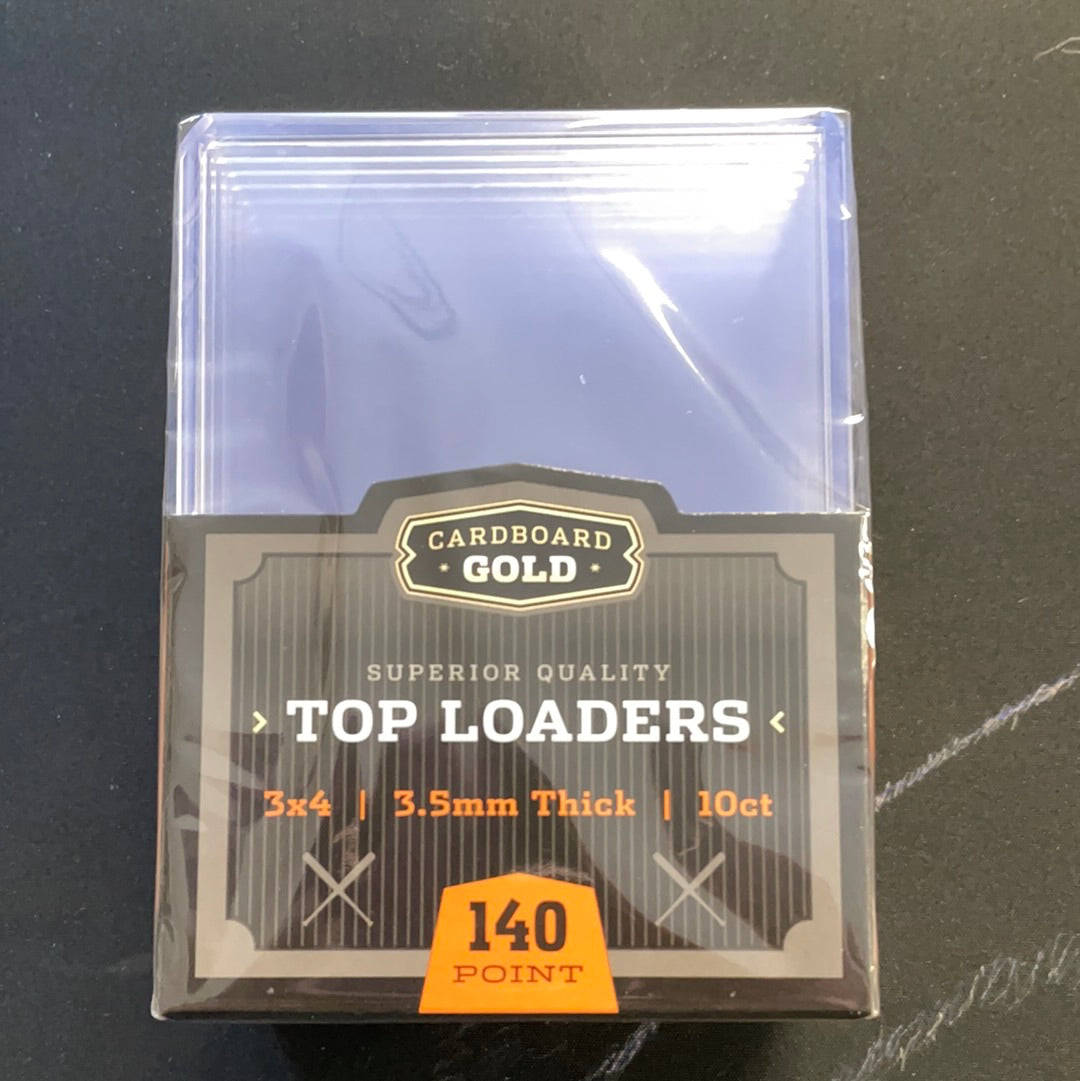 CARDBOARD
GOLD
SUPERIOR QUALITY
TOP LOADERS
3x4 | 3.5mm Thick | 10ct
140
POINT